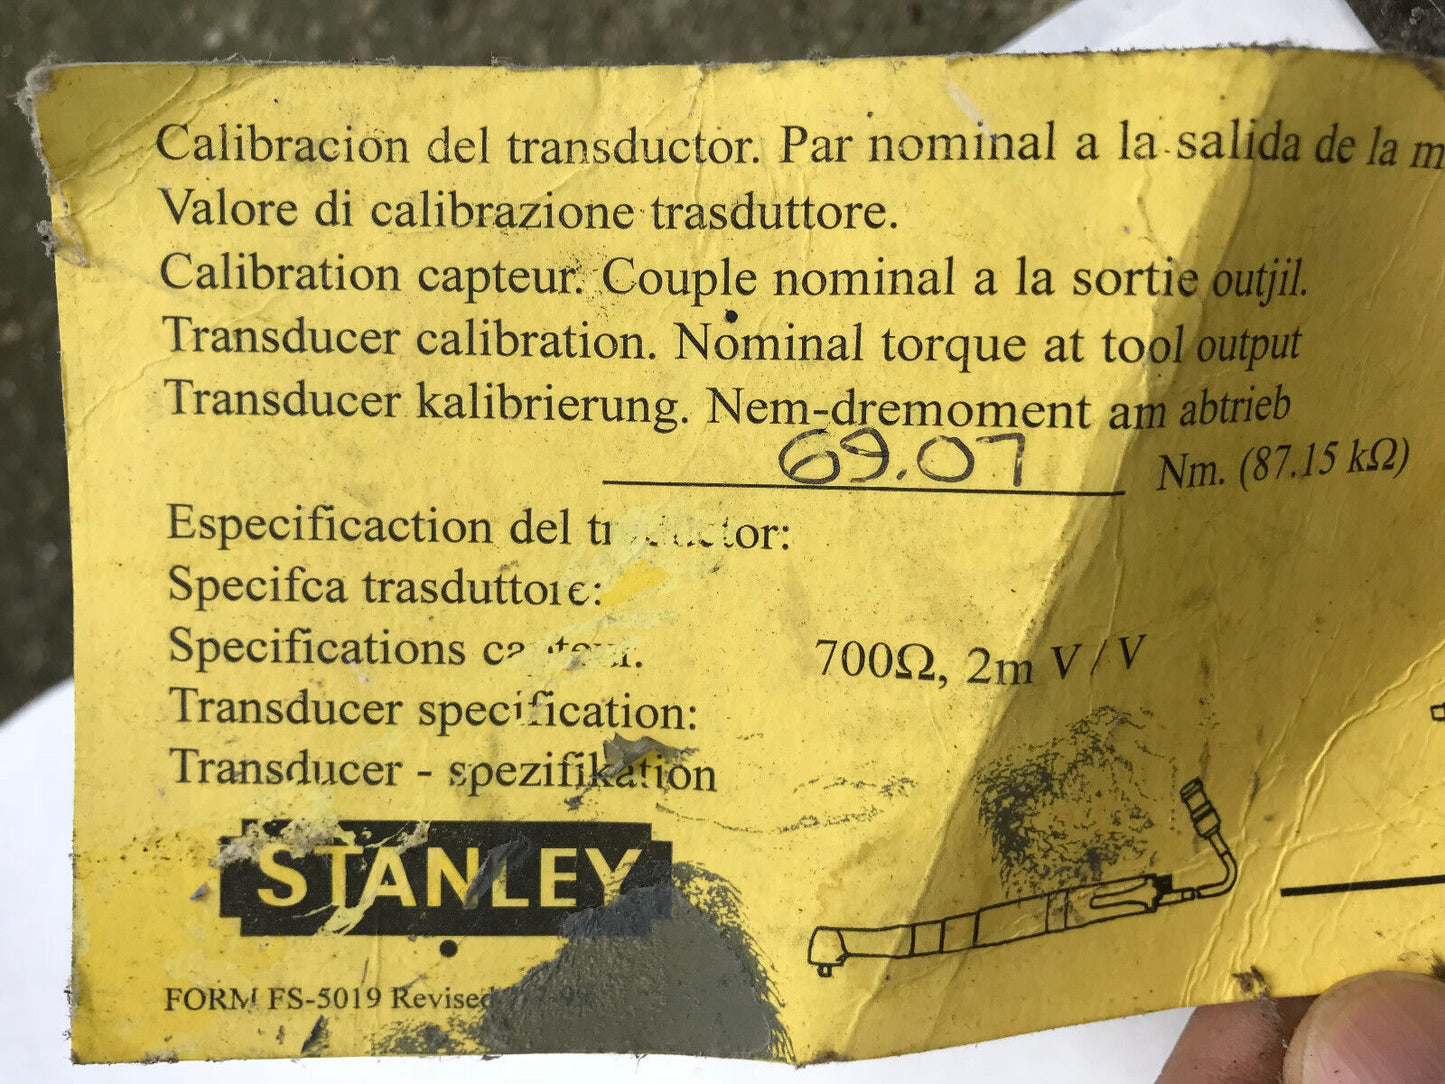 Calibración del transductor. Par nominal a la salida de la m
Valore di calibrazione trasduttore.
Calibration capteur. Couple nominal a la sortie outjil.
Transducer calibration. Nominal torque at tool output
Transducer kalibrierung. Nem-dremoment am abtrieb
69.07 Nm. (87.15 kΩ)
Especificaction del
Specifca trasduttore:
Specifications 700Ω, 2m V / V
Transducer specification:
Transducer - spezifikation
STANLEY
FORM FS-5019 Revised